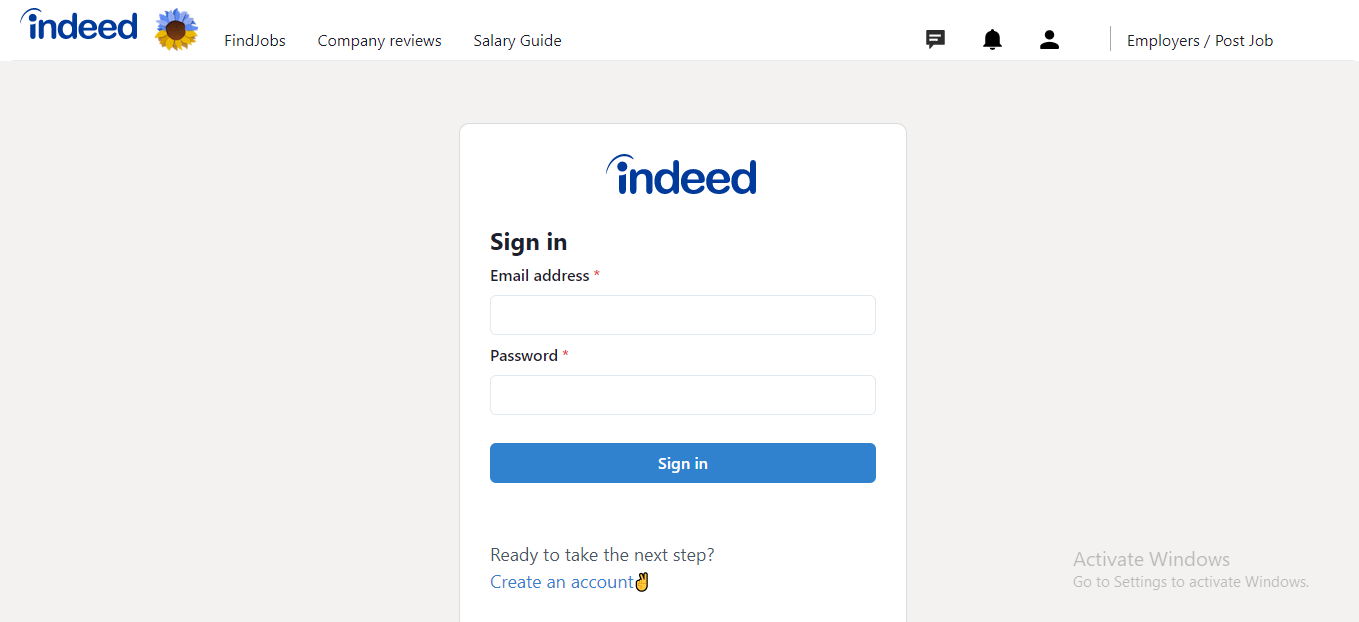 indeed FindJobs Company reviews Salary Guide Employers / Post Job
indeed
Sign in
Email address *
Password *
Sign in
Ready to take the next step?
Create an account✌
Activate Windows
Go to Settings to activate Windows.